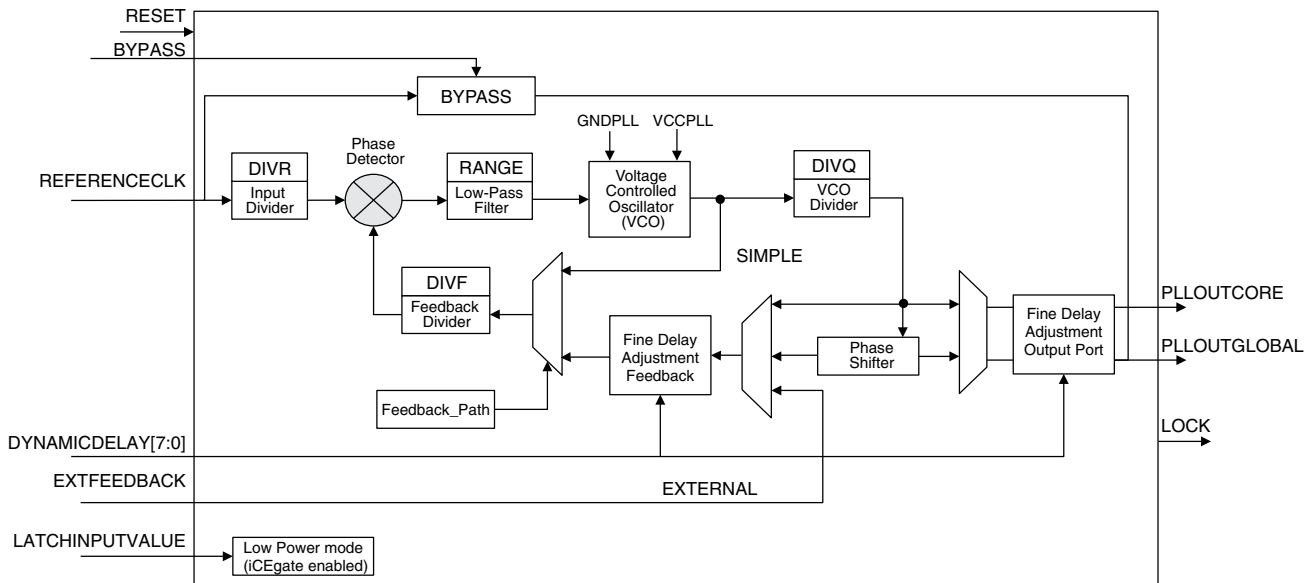 RESET
BYPASS
BYPASS
GNDPLL
VCCPLL
Phase
Detector
DIVR
Input
Divider
RANGE
Low-Pass
Filter
Voltage
Controlled
Oscillator
(VCO)
DIVQ
VCO
Divider
REFERENCECLK
SIMPLE
DIVF
Feedback
Divider
Fine Delay
Adjustment
Feedback
Phase
Shifter
Fine Delay
Adjustment
Output Port
PLLOUTCORE
PLLOUTGLOBAL
Feedback_Path
DYNAMICDELAY[7:0]
LOCK
EXTFEEDBACK
EXTERNAL
LATCHINPUTVALUE
Low Power mode
(iCEgate enabled)